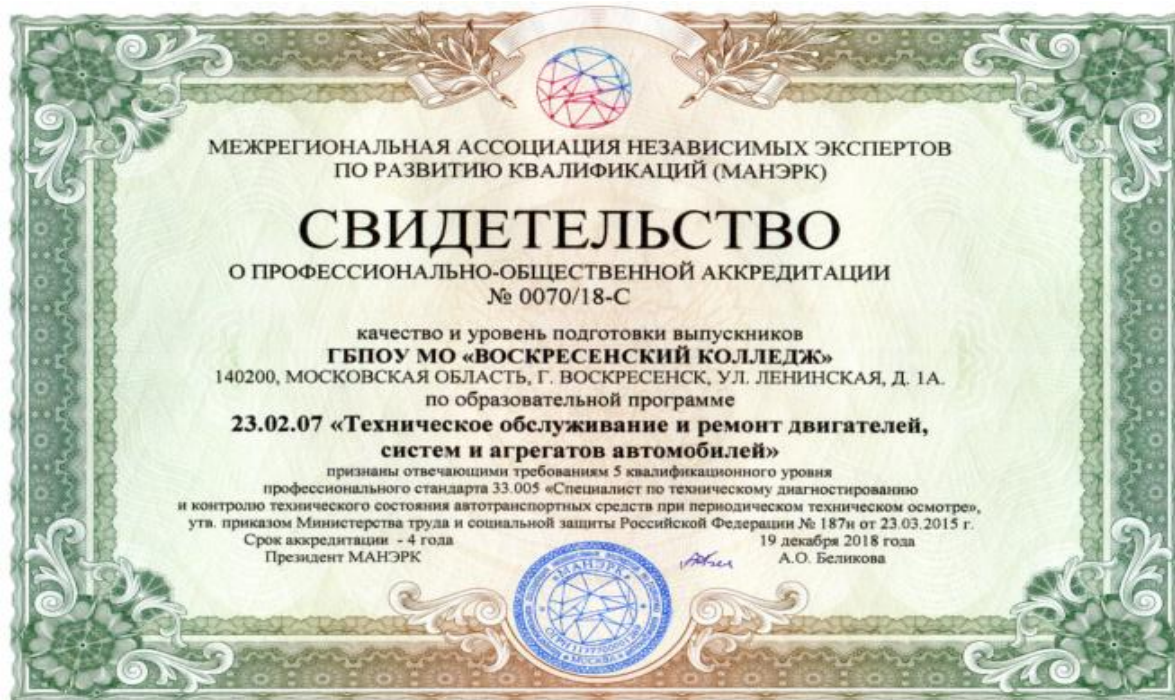 МЕЖРЕГИОНАЛЬНАЯ АССОЦИАЦИЯ НЕЗАВИСИМЫХ ЭКСПЕРТОВ
ПО РАЗВИТИЮ КВАЛИФИКАЦИЙ (МАНЭРК)
СВИДЕТЕЛЬСТВО
О ПРОФЕССИОНАЛЬНО-ОБЩЕСТВЕННОЙ АККРЕДИТАЦИИ
№ 0070/18-С
качество и уровень подготовки выпускников
ГБПОУ МО «ВОСКРЕСЕНСКИЙ КОЛЛЕДЖ»
140200, МОСКОВСКАЯ ОБЛАСТЬ, Г. ВОСКРЕСЕНСК, УЛ. ЛЕНИНСКАЯ, Д. 1А.
по образовательной программе
23.02.07 «Техническое обслуживание и ремонт двигателей,
систем и агрегатов автомобилей»
признаны отвечающими требованиям 5 квалификационного уровня
профессионального стандарта 33.005 «Специалист по техническому диагностированию
и контролю технического состояния автотранспортных средств при периодическом техническом осмотре»,
утв. приказом Министерства труда и социальной защиты Российской Федерации № 187н от 23.03.2015 г.
Срок аккредитации - 4 года 19 декабря 2018 года
Президент МАНЭРК А.О. Беликова
МАНЭРК
МОСКВА